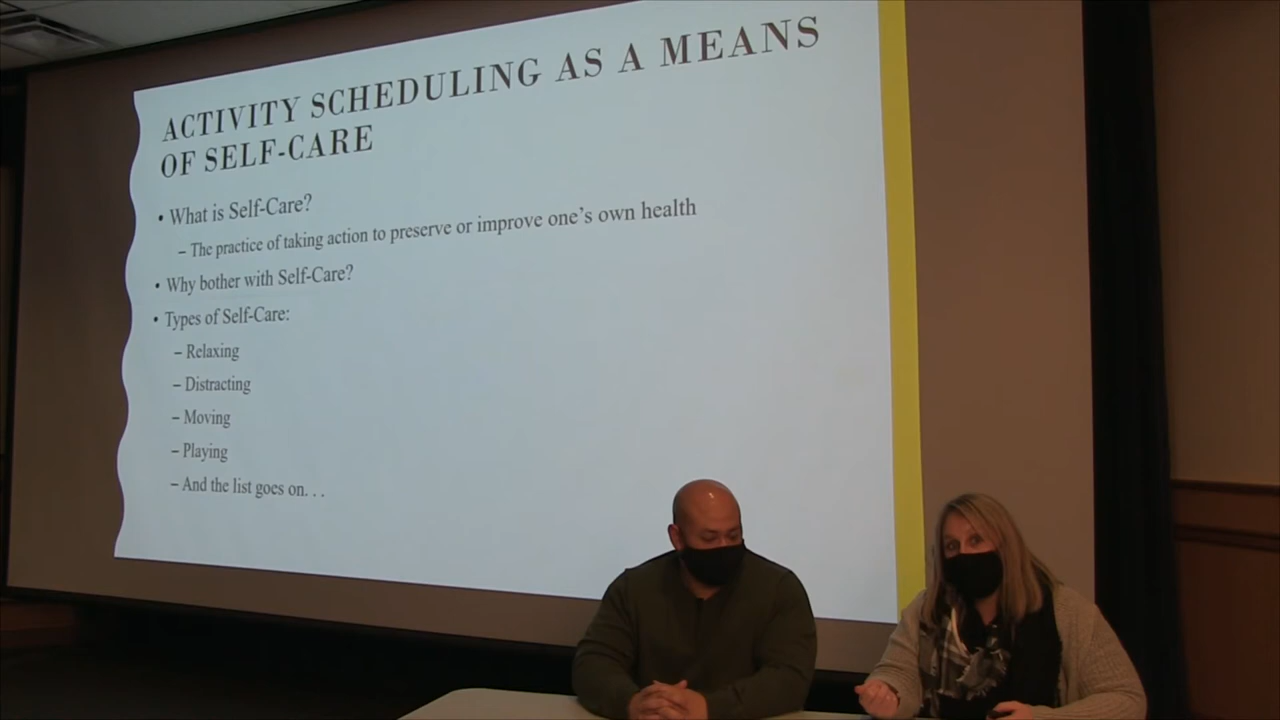 ACTIVITY SCHEDULING AS A MEANS
OF SELF-CARE
• What is Self-Care?
– The practice of taking action to preserve or improve one's own health
• Why bother with Self-Care?
• Types of Self-Care:
– Relaxing
– Distracting
– Moving
– Playing
– And the list goes on. . .